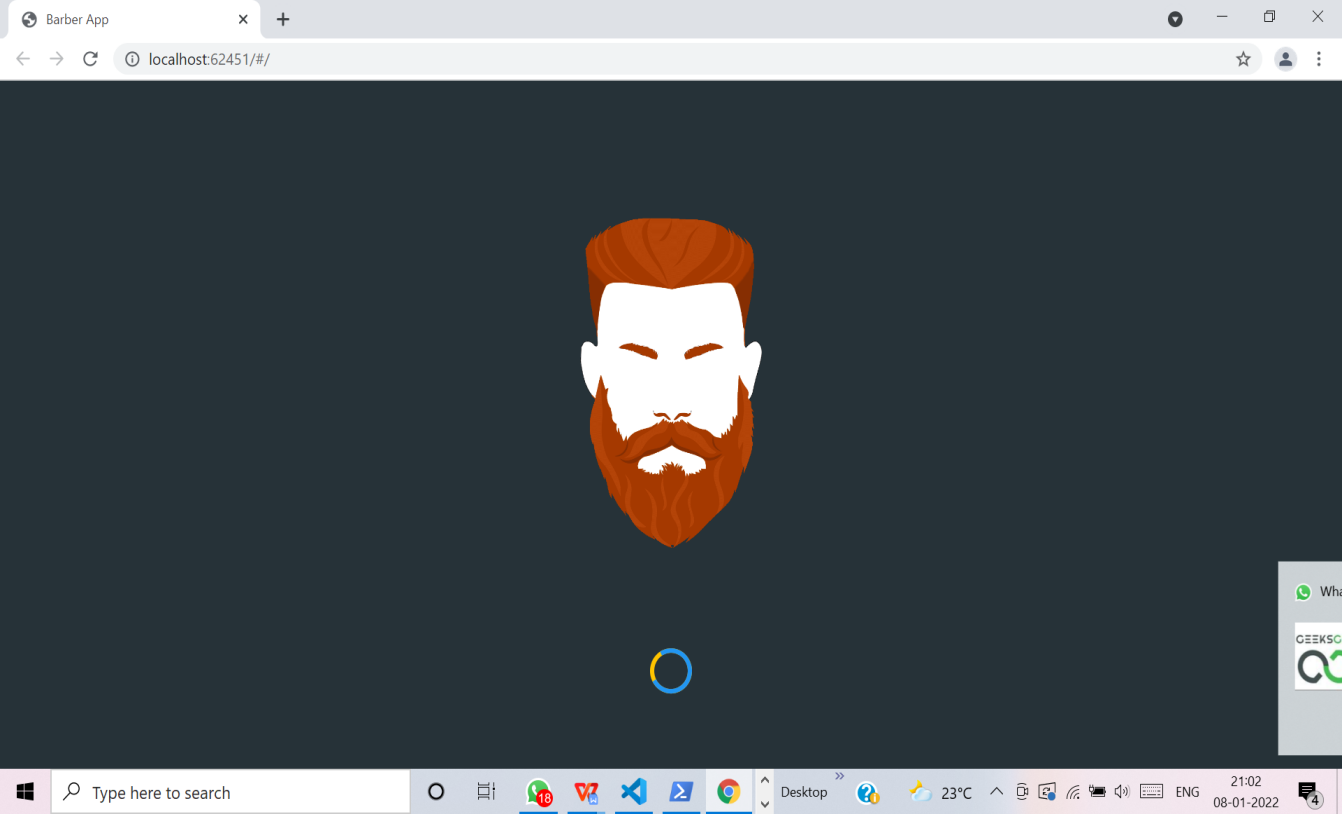 Barber App
localhost:62451/#/
Wha
GEEKSG
Type here to search
18
W
Desktop
23°C
ENG
21:02
08-01-2022
4